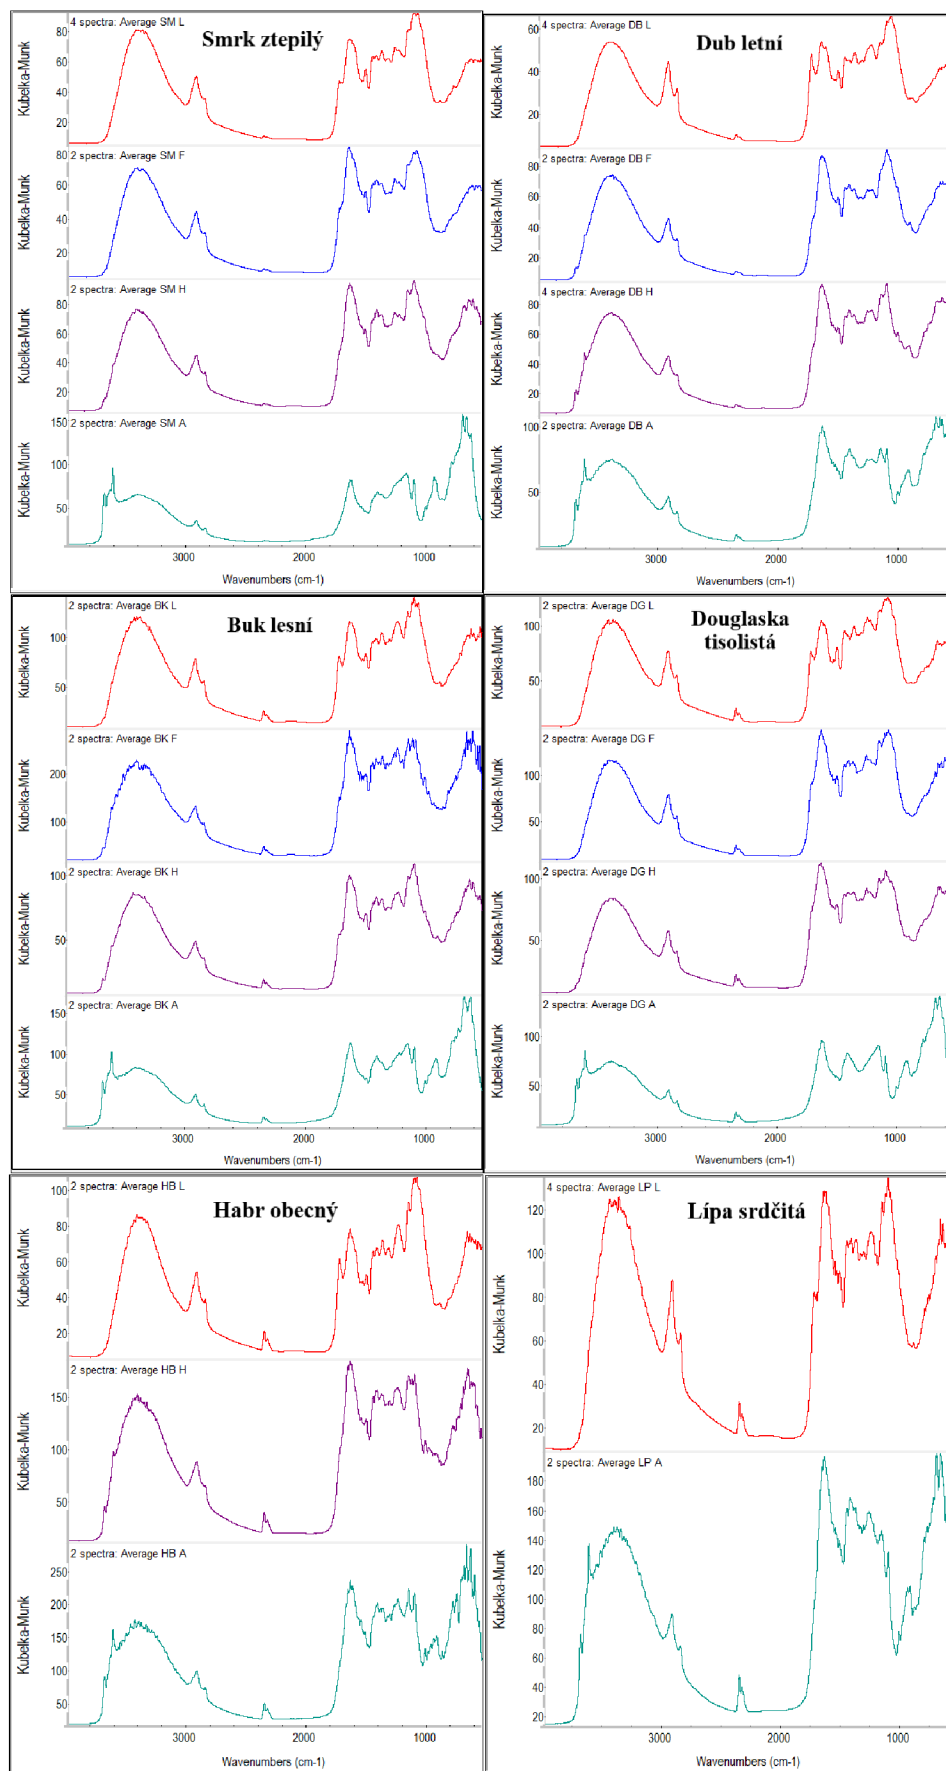 4 spectra: Average SM L
Smrk ztepilý
80
60
40
20
Kubelka-Munk
2 spectra: Average SM F
80
60
40
20
Kubelka-Munk
2 spectra: Average SM H
80
60
40
20
Kubelka-Munk
2 spectra: Average SM A
150
100
50
Kubelka-Munk
3000
2000
1000
Wavenumbers (cm-1)
4 spectra: Average DB L
Dub letní
60
40
20
Kubelka-Munk
2 spectra: Average DB F
80
60
40
20
Kubelka-Munk
4 spectra: Average DB H
80
60
40
20
Kubelka-Munk
2 spectra: Average DB A
100
50
Kubelka-Munk
3000
2000
1000
Wavenumbers (cm-1)
2 spectra: Average BK L
Buk lesní
100
50
Kubelka-Munk
2 spectra: Average BK F
200
100
Kubelka-Munk
2 spectra: Average BK H
100
50
Kubelka-Munk
2 spectra: Average BK A
150
100
50
Kubelka-Munk
3000
2000
1000
Wavenumbers (cm-1)
2 spectra: Average DG L
Douglaska
tisolistá
100
50
Kubelka-Munk
2 spectra: Average DG F
100
50
Kubelka-Munk
2 spectra: Average DG H
100
50
Kubelka-Munk
2 spectra: Average DG A
100
50
Kubelka-Munk
3000
2000
1000
Wavenumbers (cm-1)
2 spectra: Average HB L
Habr obecný
100
80
60
40
20
Kubelka-Munk
2 spectra: Average HB H
150
100
50
Kubelka-Munk
2 spectra: Average HB A
250
200
150
100
50
Kubelka-Munk
3000
2000
1000
Wavenumbers (cm-1)
4 spectra: Average LP L
Lípa srdčitá
120
100
80
60
40
20
Kubelka-Munk
2 spectra: Average LP A
180
160
140
120
100
80
60
40
20
Kubelka-Munk
3000
2000
1000
Wavenumbers (cm-1)